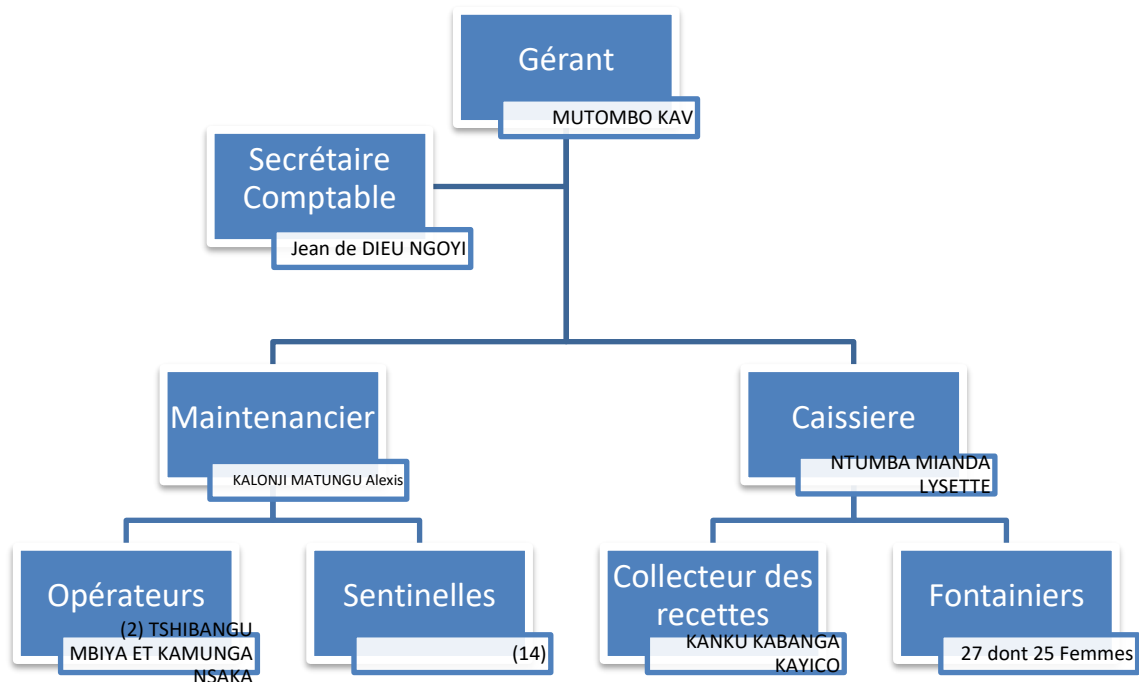 Gérant
MUTOMBO KAV
Secrétaire
Comptable
Jean de DIEU NGOYI
Maintenancier
KALONJI MATUNGU Alexis
Caissiere
NTUMBA MIANDA
LYSETTE
Opérateurs
(2) TSHIBANGU
MBIYA ET KAMUNGA
NSAKA
Sentinelles
(14)
Collecteur des
recettes
KANKU KABANGA
KAYICO
Fontainiers
27 dont 25 Femmes